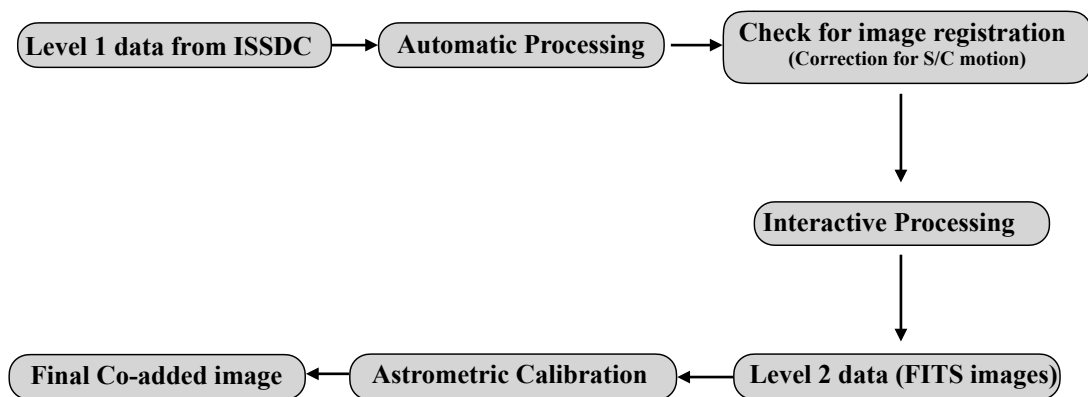 Level 1 data from ISSDC
Automatic Processing
Check for image registration
(Correction for S/C motion)
Interactive Processing
Level 2 data (FITS images)
Astrometric Calibration
Final Co-added image